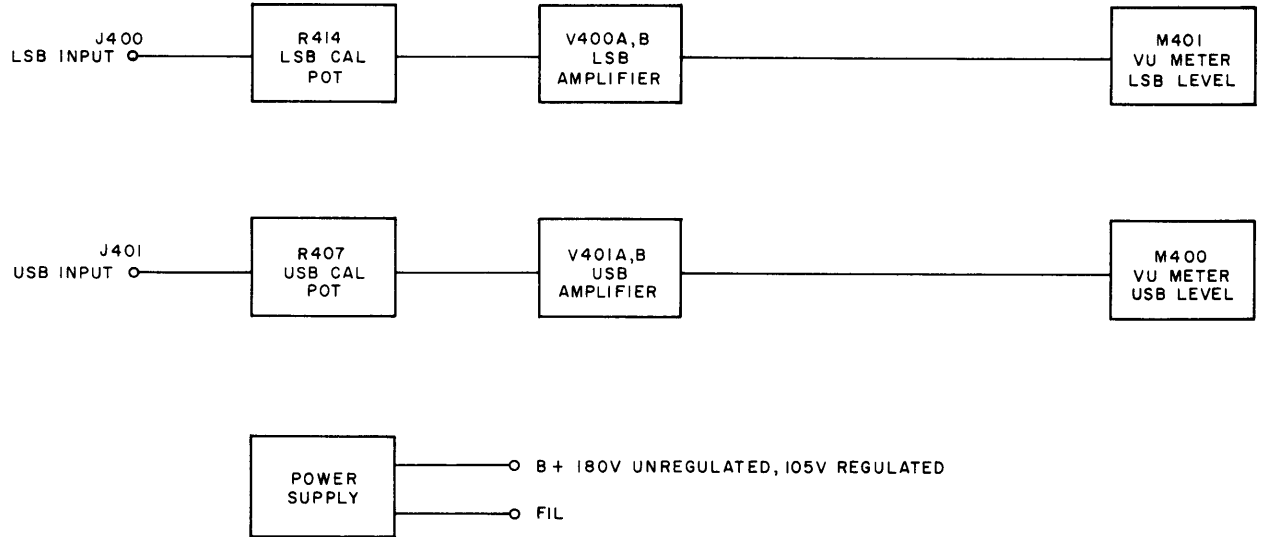 J400
LSB INPUT
R414
LSB CAL
POT
V400A,B
LSB
AMPLIFIER
M401
VU METER
LSB LEVEL
J401
USB INPUT
R407
USB CAL
POT
V401A,B
USB
AMPLIFIER
M400
VU METER
USB LEVEL
POWER
SUPPLY
B+ 180V UNREGULATED, 105V REGULATED
FIL